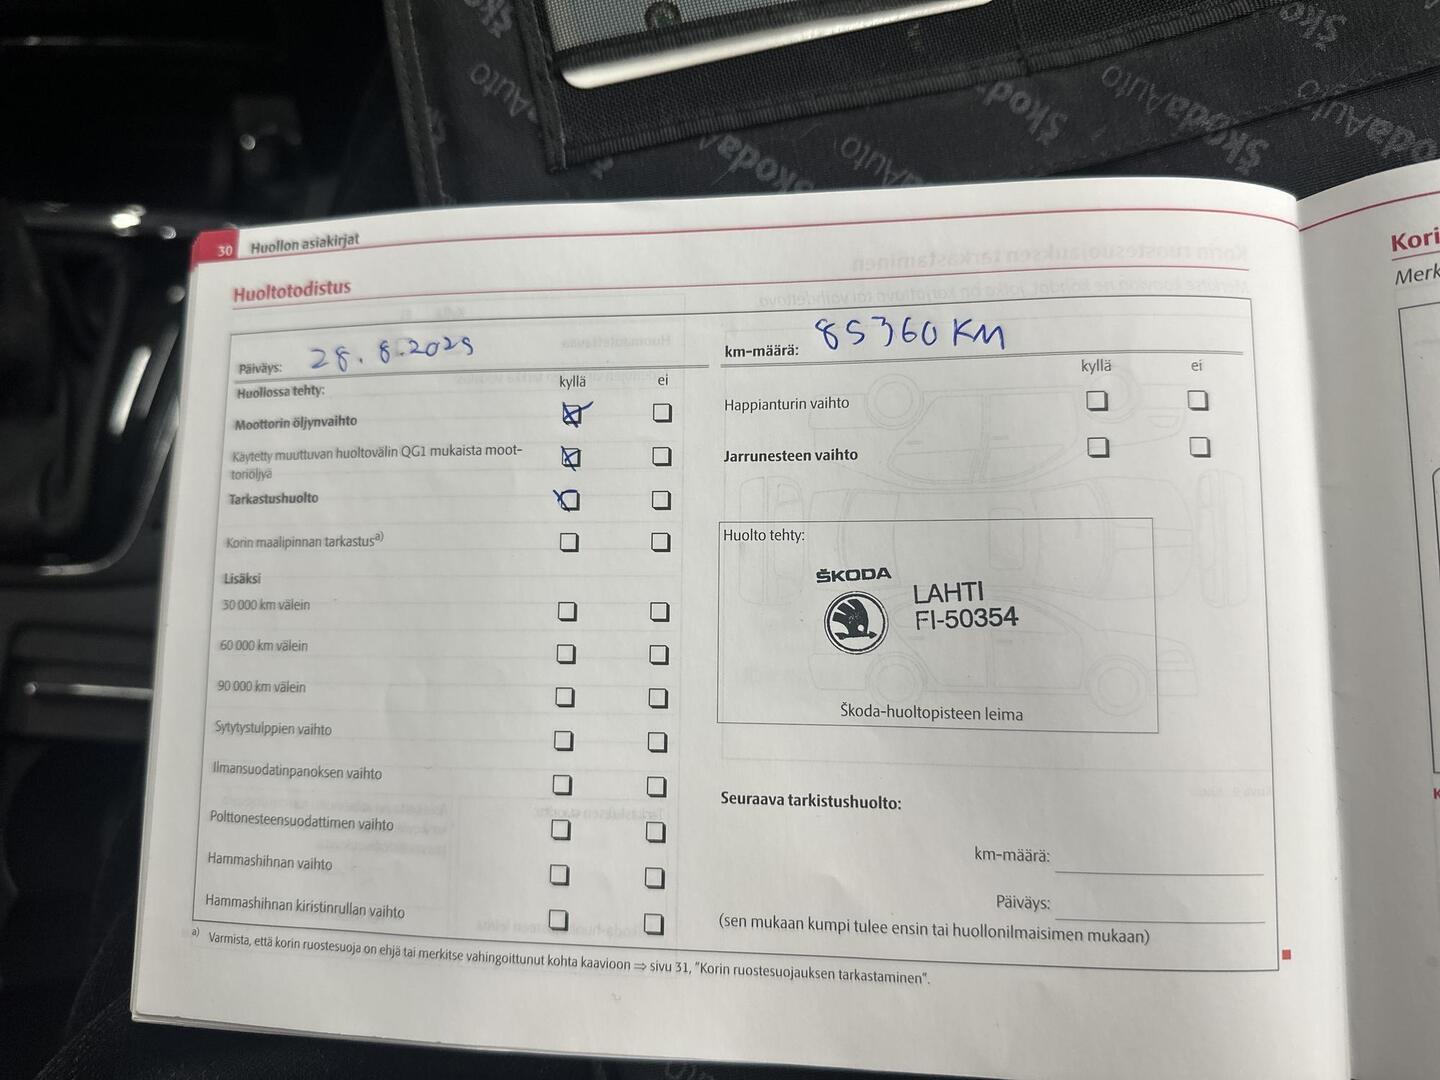 30 Huollon asiakirjat
Huoltotodistus
Päiväys: 28.8.2025
km-määrä: 85360 KM
Huollossa tehty: kyllä ei
Moottorin öljynvaihto
Käytetty muuttuvan huoltovälin QG1 mukaista moot-
toriöljyä
Tarkastushuolto
Korin maalipinnan tarkastus a)
Lisäksi
30 000 km välein
60 000 km välein
90 000 km välein
Sytytystulppien vaihto
Ilmansuodatinpanoksen vaihto
Polttonesteensuodattimen vaihto
Hammashihnan vaihto
Hammashihnan kiristinrullan vaihto
kyllä ei
Happianturin vaihto
Jarrunesteen vaihto
Huolto tehty:
ŠKODA
LAHTI
FI-50354
Škoda-huoltopisteen leima
Seuraava tarkistushuolto:
km-määrä:
Päiväys:
(sen mukaan kumpi tulee ensin tai huollonilmaisimen mukaan)
a) Varmista, että korin ruostesuoja on ehjä tai merkitse vahingoittunut kohta kaavioon ⇒ sivu 31, "Korin ruostesuojauksen tarkastaminen".
Kori
Merk